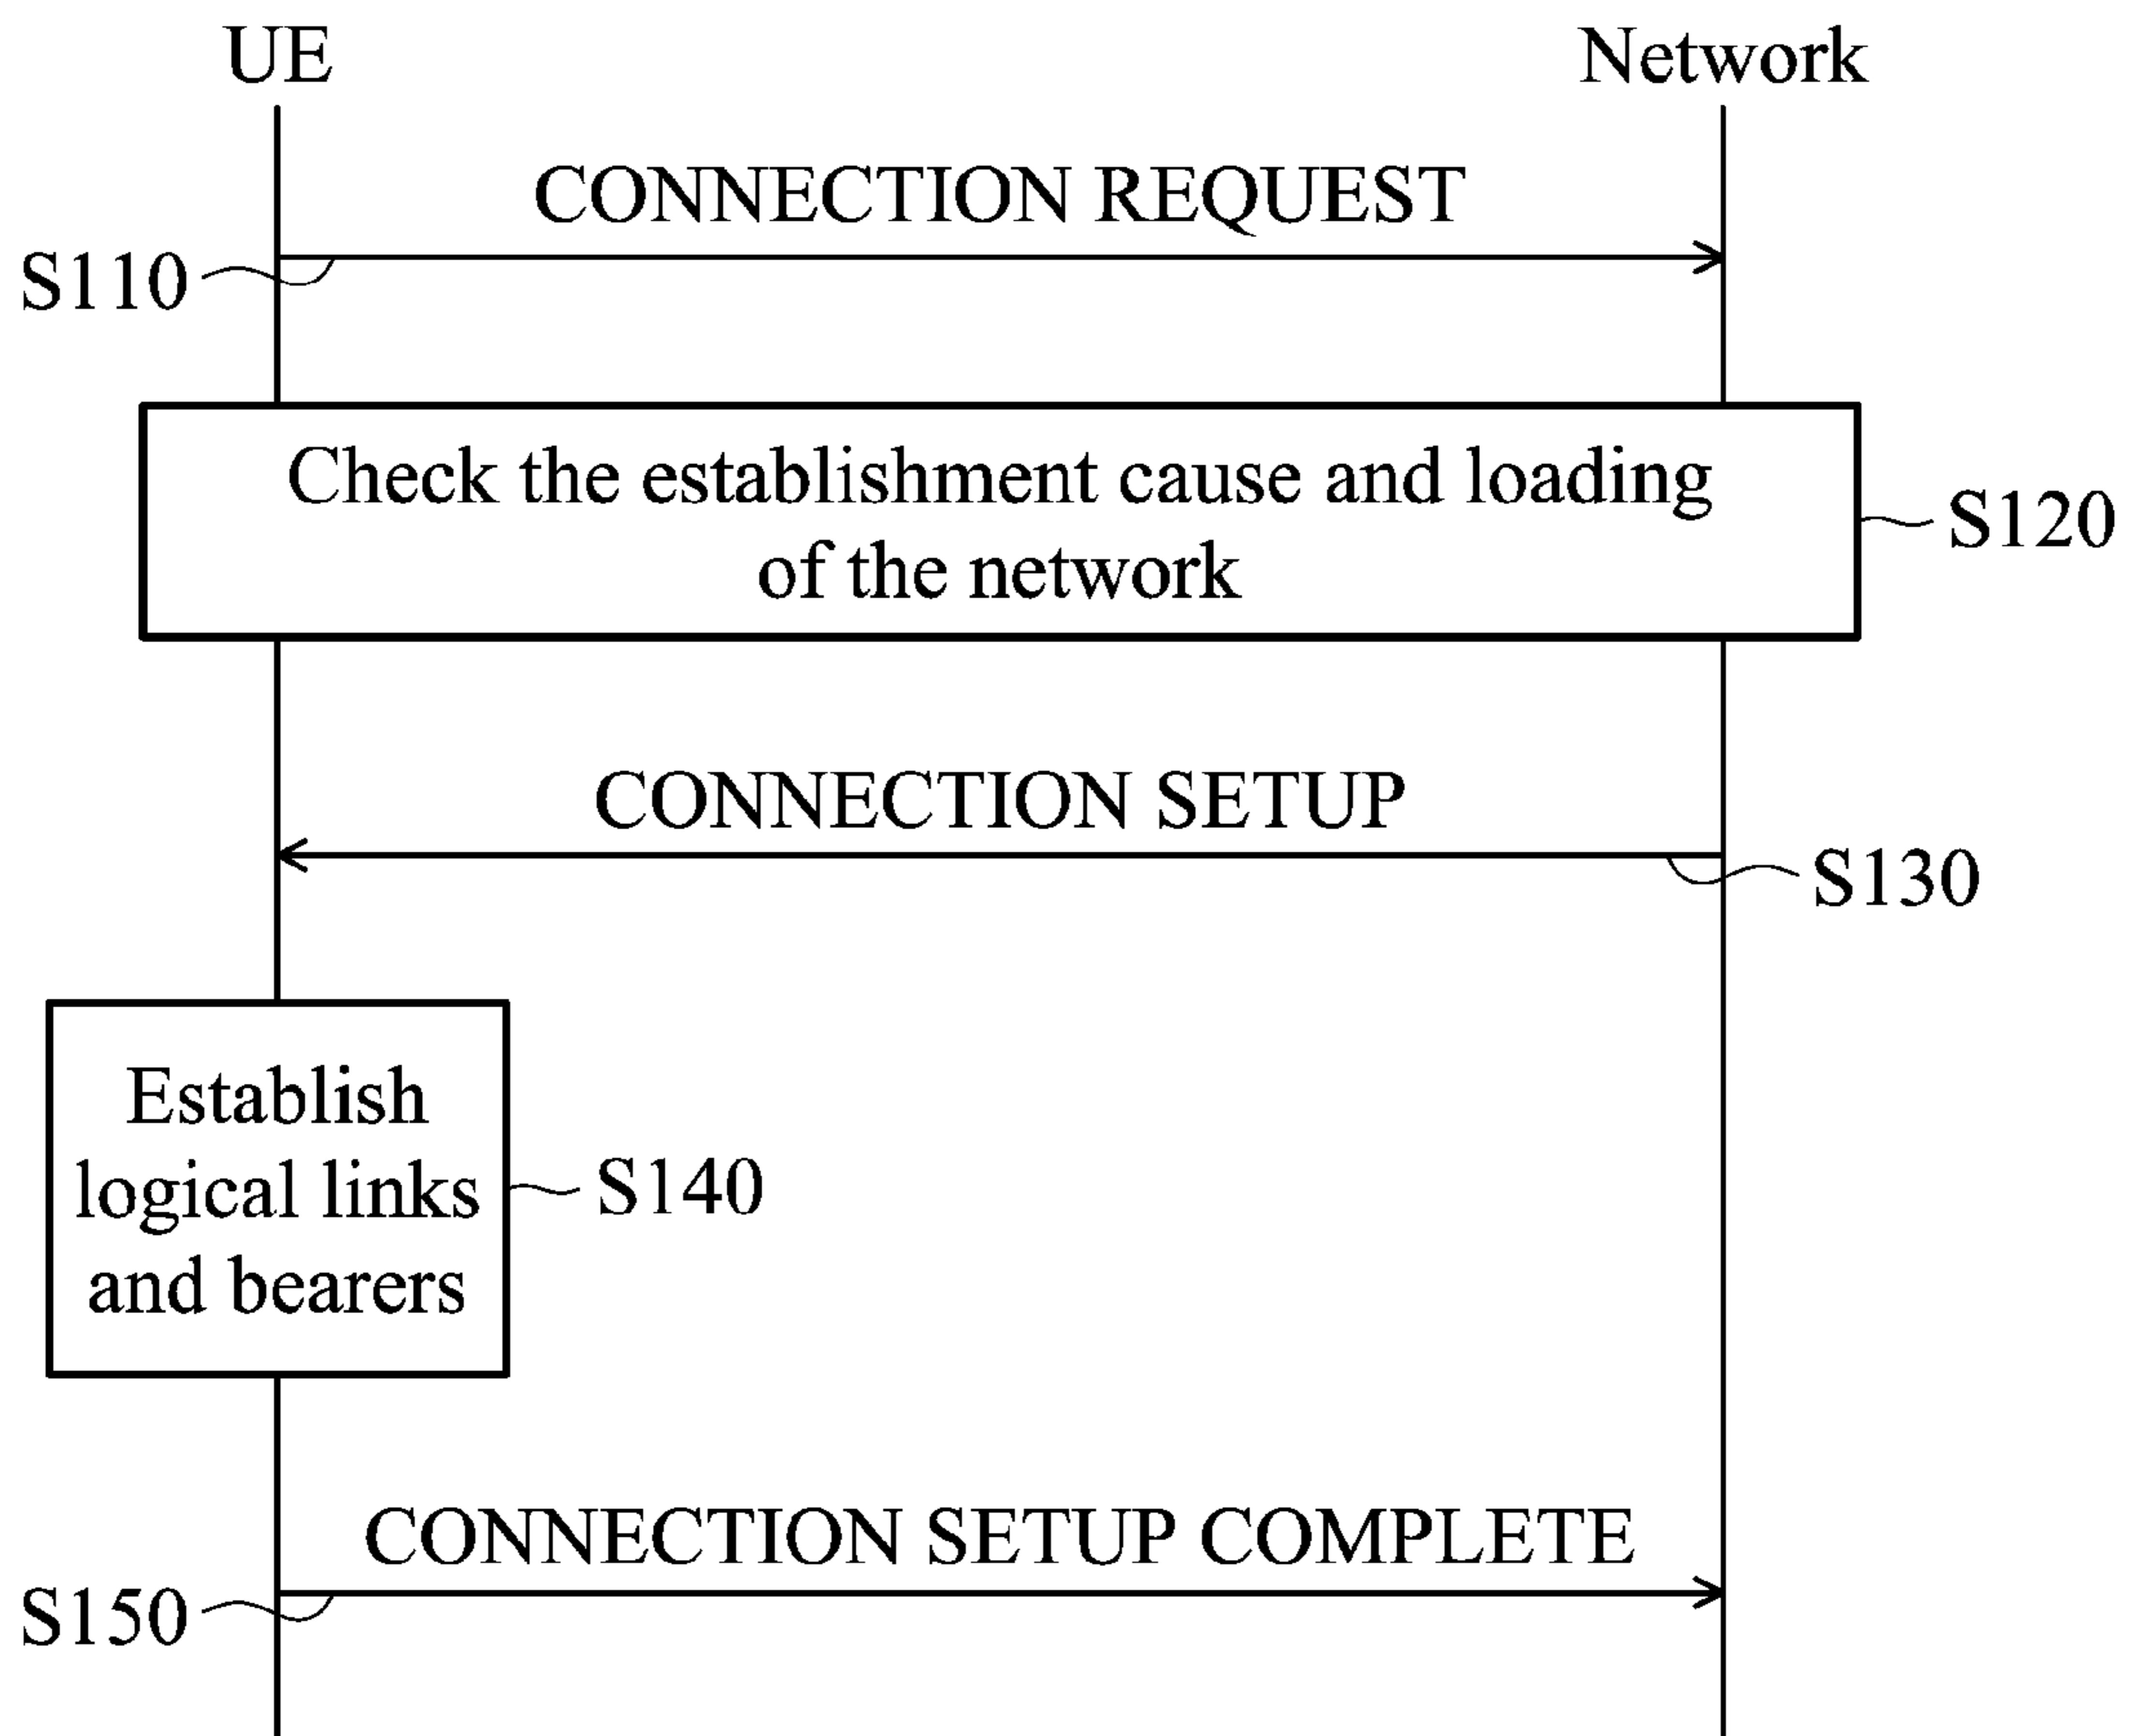 UE
Network
CONNECTION REQUEST
S110
Check the establishment cause and loading
of the network
S120
CONNECTION SETUP
S130
Establish
logical links
and bearers
S140
CONNECTION SETUP COMPLETE
S150